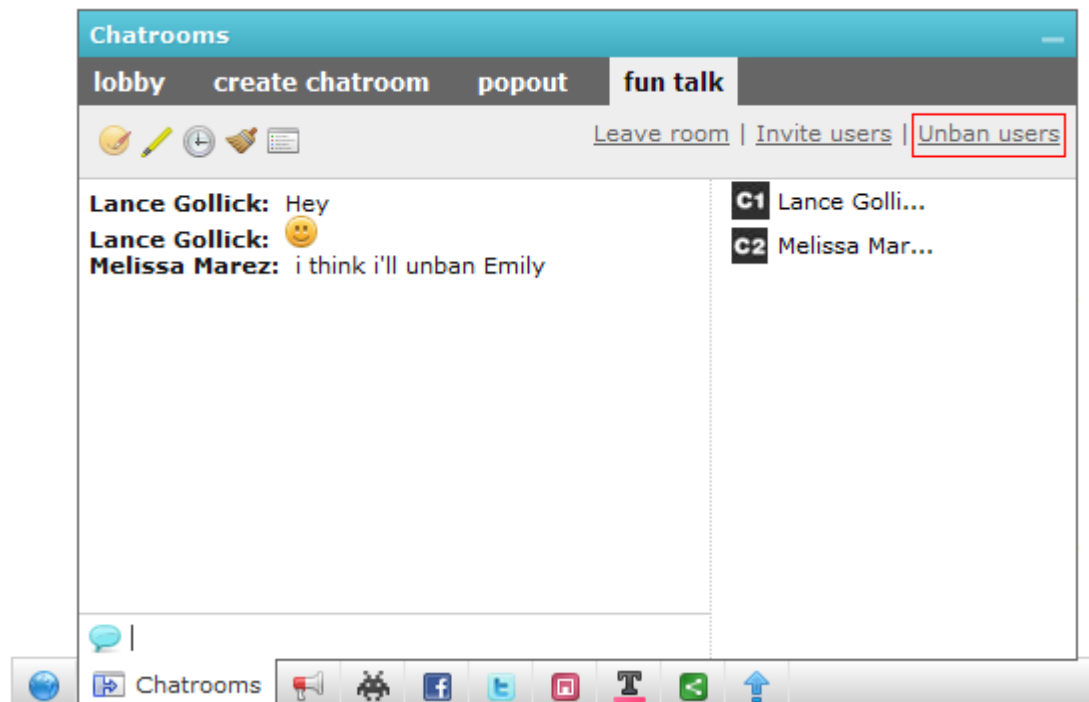 Chatrooms
lobby create chatroom popout fun talk
Leave room | Invite users | Unban users
Lance Gollick: Hey
Lance Gollick:
Melissa Marez: i think i'll unban Emily
C1 Lance Golli...
C2 Melissa Mar...
Chatrooms